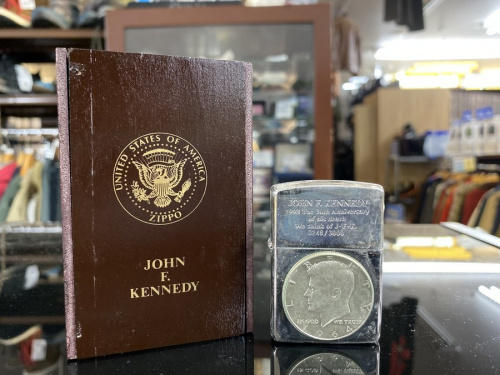 UNITED STATES OF AMERICA
ZIPPO
JOHN
F.
KENNEDY
JOHN F. KENNEDY
1993 The 30th Anniversary
of his death
We think of J·F·K.
LIBERTY
IN GOD WE TRUST